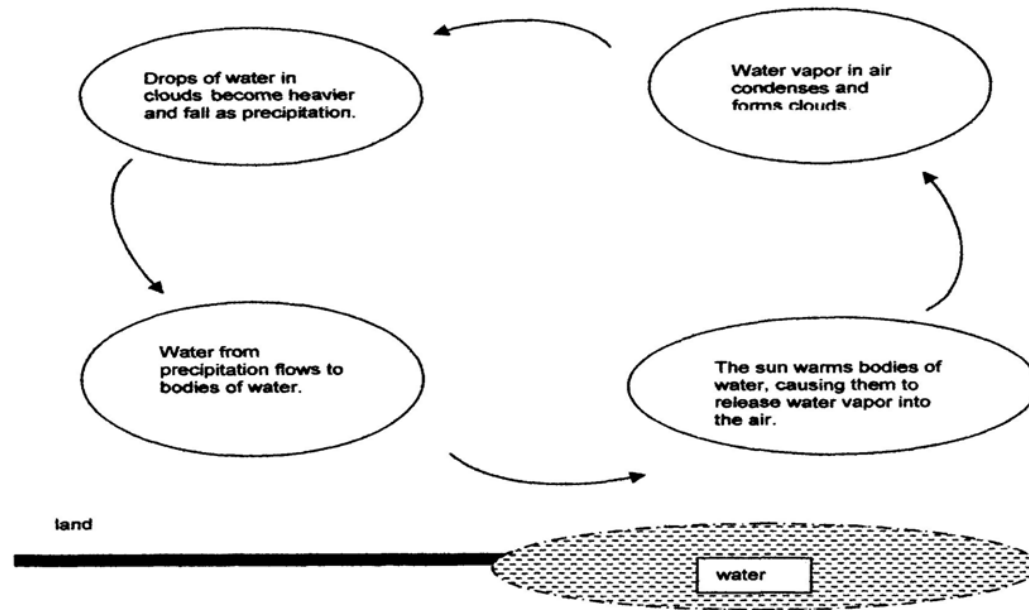 Drops of water in
clouds become heavier
and fall as precipitation.
Water vapor in air
condenses and
forms clouds.
Water from
precipitation flows to
bodies of water.
The sun warms bodies of
water, causing them to
release water vapor into
the air.
land
water